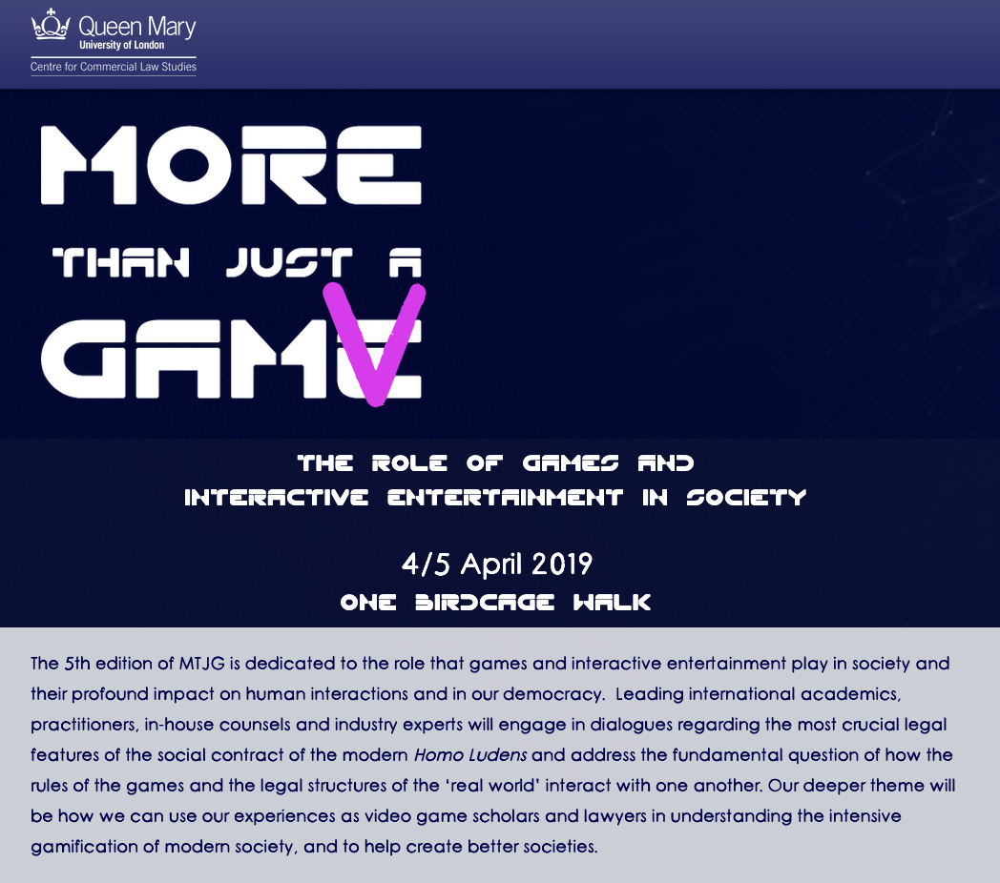 Queen Mary
University of London
Centre for Commercial Law Studies
MORE
THAN JUST A
GAME
V
THE ROLE OF GAMES AND
INTERACTIVE ENTERTAINMENT IN SOCIETY
4/5 April 2019
ONE BIRDCAGE WALK
The 5th edition of MTJG is dedicated to the role that games and interactive entertainment play in society and
their profound impact on human interactions and in our democracy.  Leading international academics,
practitioners, in-house counsels and industry experts will engage in dialogues regarding the most crucial legal
features of the social contract of the modern Homo Ludens and address the fundamental question of how the
rules of the games and the legal structures of the ‘real world’ interact with one another. Our deeper theme will
be how we can use our experiences as video game scholars and lawyers in understanding the intensive
gamification of modern society, and to help create better societies.